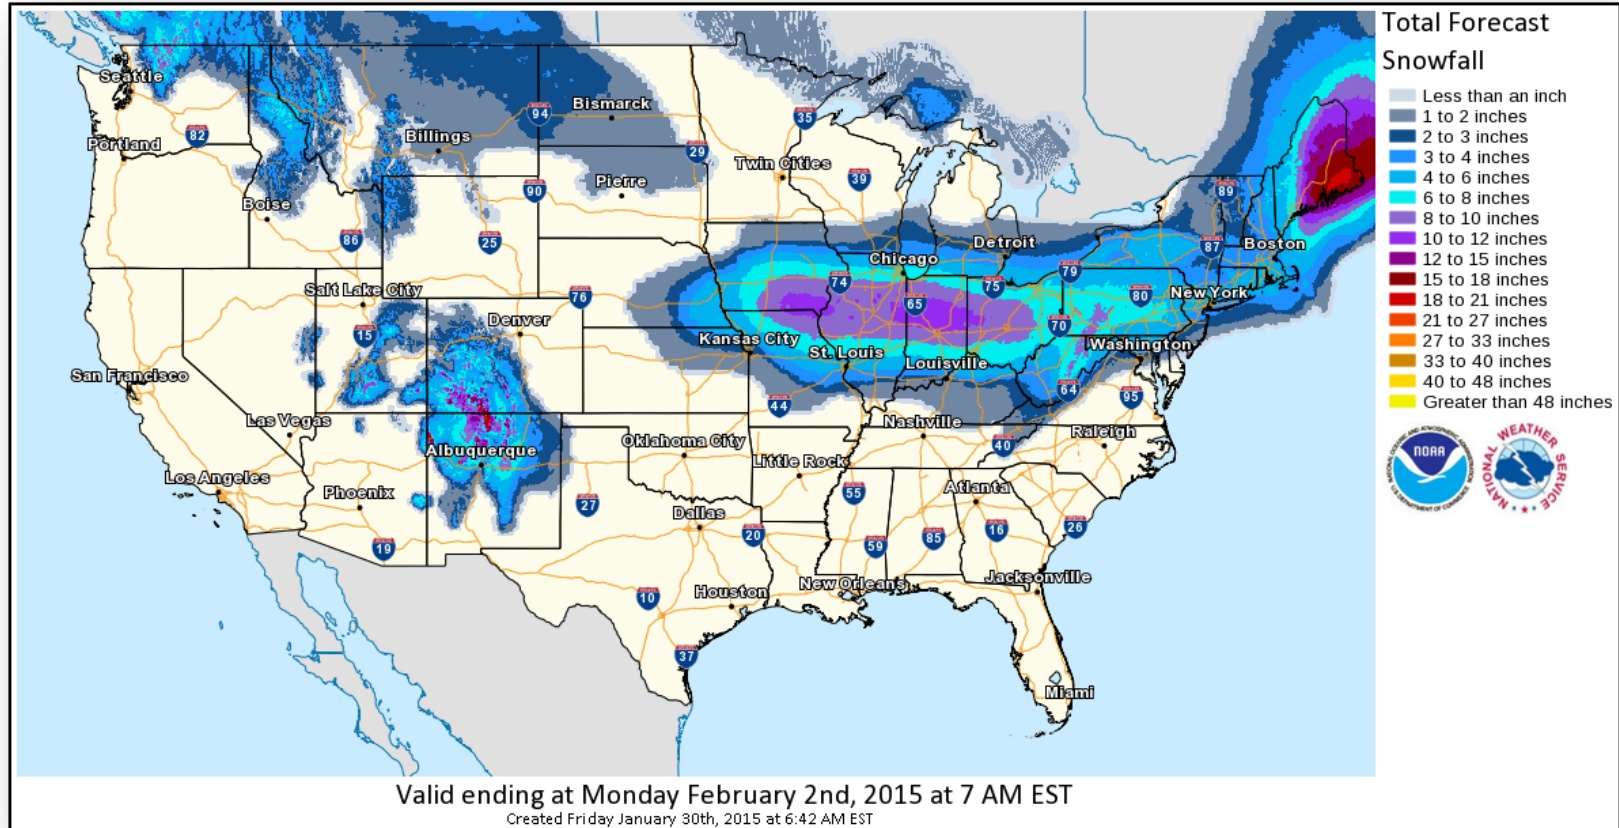 Total Forecast
Snowfall
Less than an inch
1 to 2 inches
2 to 3 inches
3 to 4 inches
4 to 6 inches
6 to 8 inches
8 to 10 inches
10 to 12 inches
12 to 15 inches
15 to 18 inches
18 to 21 inches
21 to 27 inches
27 to 33 inches
33 to 40 inches
40 to 48 inches
Greater than 48 inches
NOAA
NATIONAL WEATHER SERVICE
Seattle
82
Portland
Boise
86
Billings
94
Bismarck
29
Pierre
90
25
35
Twin Cities
39
Salt Lake City
76
15
Denver
San Francisco
Las Vegas
Los Angeles
Phoenix
19
Albuquerque
Kansas City
St. Louis
44
Chicago
74
65
Detroit
75
79
80
70
89
87
Boston
New York
Washington
Louisville
64
95
Nashville
40
Raleigh
Oklahoma City
Little Rock
27
Dallas
20
55
59
85
Atlanta
16
26
10
Houston
New Orleans
Jacksonville
37
Miami
Valid ending at Monday February 2nd, 2015 at 7 AM EST
Created Friday January 30th, 2015 at 6:42 AM EST